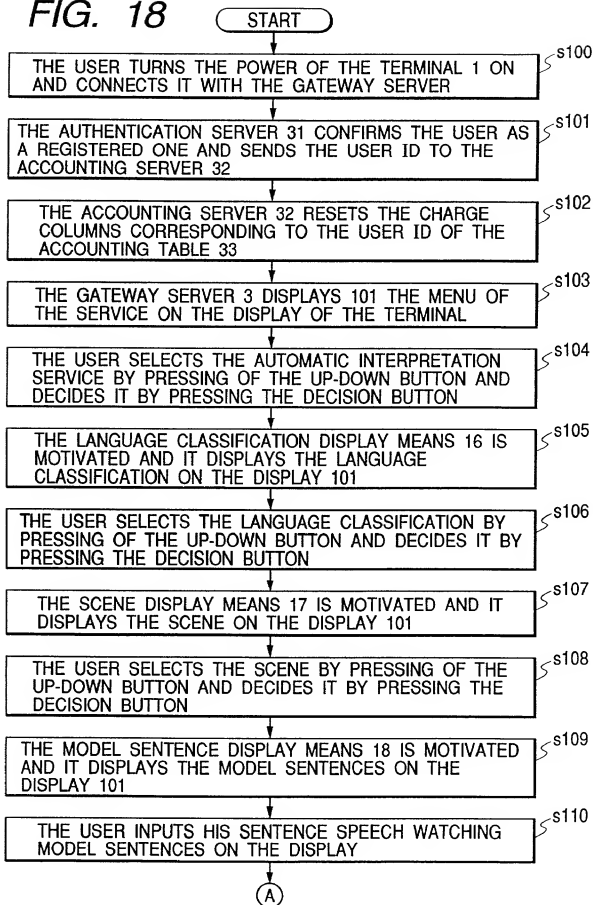 FIG. 18
START
s100
THE USER TURNS THE POWER OF THE TERMINAL 1 ON
AND CONNECTS IT WITH THE GATEWAY SERVER
s101
THE AUTHENTICATION SERVER 31 CONFIRMS THE USER AS
A REGISTERED ONE AND SENDS THE USER ID TO THE
ACCOUNTING SERVER 32
s102
THE ACCOUNTING SERVER 32 RESETS THE CHARGE
COLUMNS CORRESPONDING TO THE USER ID OF THE
ACCOUNTING TABLE 33
s103
THE GATEWAY SERVER 3 DISPLAYS 101 THE MENU OF
THE SERVICE ON THE DISPLAY OF THE TERMINAL
s104
THE USER SELECTS THE AUTOMATIC INTERPRETATION
SERVICE BY PRESSING OF THE UP-DOWN BUTTON AND
DECIDES IT BY PRESSING THE DECISION BUTTON
s105
THE LANGUAGE CLASSIFICATION DISPLAY MEANS 16 IS
MOTIVATED AND IT DISPLAYS THE LANGUAGE
CLASSIFICATION ON THE DISPLAY 101
s106
THE USER SELECTS THE LANGUAGE CLASSIFICATION BY
PRESSING OF THE UP-DOWN BUTTON AND DECIDES IT BY
PRESSING THE DECISION BUTTON
s107
THE SCENE DISPLAY MEANS 17 IS MOTIVATED AND IT
DISPLAYS THE SCENE ON THE DISPLAY 101
s108
THE USER SELECTS THE SCENE BY PRESSING OF THE
UP-DOWN BUTTON AND DECIDES IT BY PRESSING THE
DECISION BUTTON
s109
THE MODEL SENTENCE DISPLAY MEANS 18 IS MOTIVATED
AND IT DISPLAYS THE MODEL SENTENCES ON THE
DISPLAY 101
s110
THE USER INPUTS HIS SENTENCE SPEECH WATCHING
MODEL SENTENCES ON THE DISPLAY
A